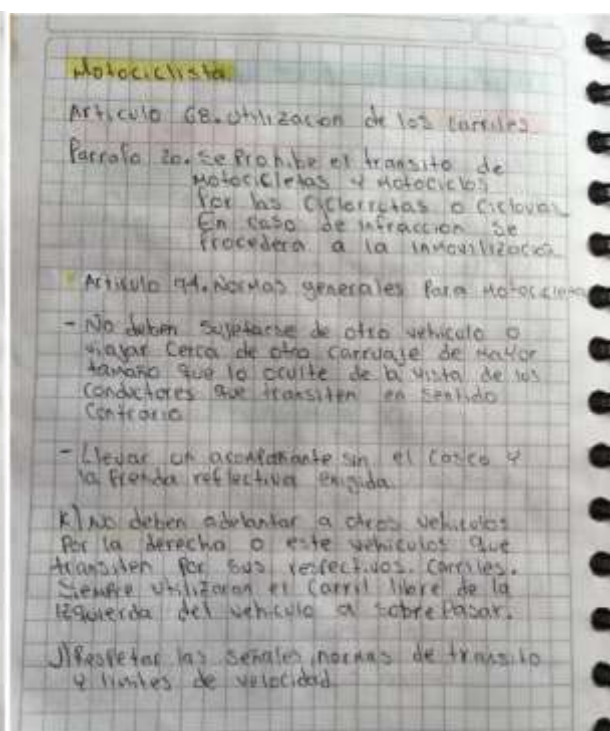 Motociclista
Articulo 68. Utilizacion de los carriles
Parrafo 20. Se Prohibe el transito de
Motocicletas y Motociclos
Por las Ciclorrutas o Ciclovias
En caso de infraccion se
Procedera a la inmovilizacion
Articulo 94. Normas generales Para Motocicleta
- No deben sujetarse de otro vehiculo o
viajar Cerca de otro carruaje de Mayor
tamaño que lo oculte de la vista de los
Conductores que transiten en sentido
Contrario
- Llevar un acompañante sin el Casco y
la Prenda reflectiva exigida.
K) No deben adelantar a otros vehiculos
Por la derecha o este vehiculos que
transiten Por sus respectivos. Carriles.
Siempre utilizaran el Carril libre de la
Izquierda del vehiculo a sobre Pasar.
J) Respetar las señales, normas de transito
y limites de velocidad.